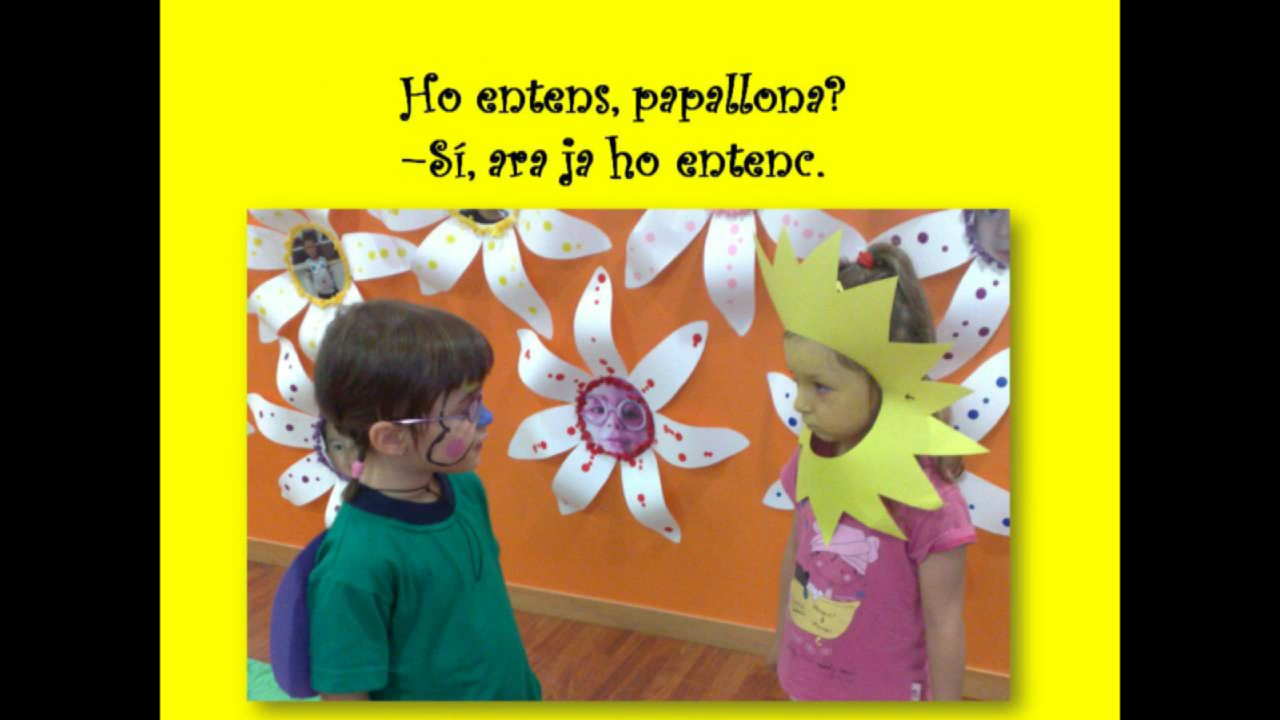 Ho entens, papallona?
–Sí, ara ja ho entenc.